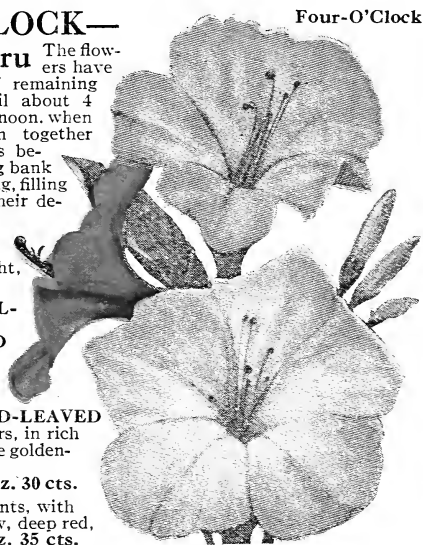 Four-O'Clock
LOCK—
ru The flow-
ers have
remaining
il about 4
noon. when
n together
s be-
g bank
g, filling
heir de-
ht,
L-
D
D-LEAVED
rs, in rich
e golden-
z. 30 cts.
nts, with
w, deep red,
z. 35 cts.